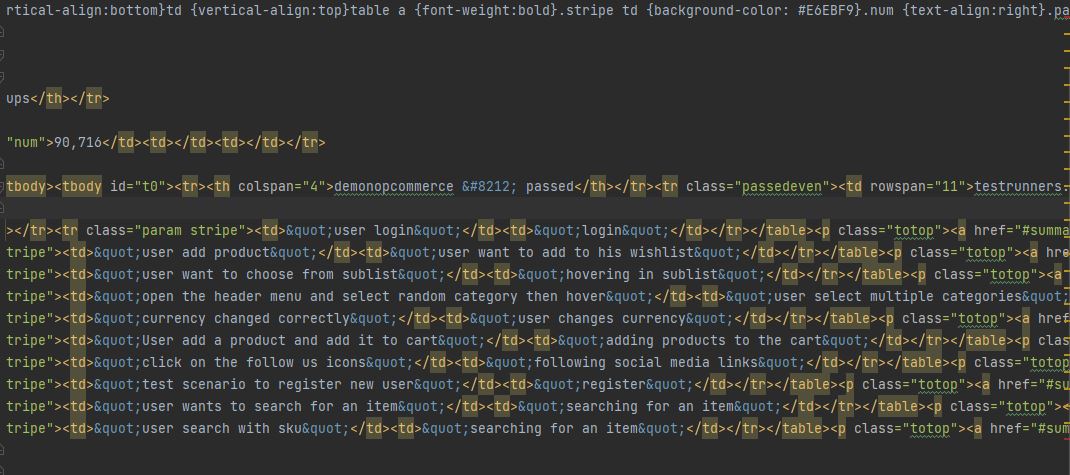 rtical-align:bottom}td {vertical-align:top}table a {font-weight:bold}.stripe td {background-color: #E6EBF9}.num {text-align:right}.pa
ups</th></tr>
"num">90,716</td><td></td><td></td></tr>
tbody><tbody id="t0"><tr><th colspan="4">demonopcommerce &#8212; passed</th></tr><tr class="passedeven"><td rowspan="11">testrunners.
></tr><tr class="param stripe"><td>&quot;user login&quot;</td><td>&quot;login&quot;</td></tr></table><p class="totop"><a href="#summa
tripe"><td>&quot;user add product&quot;</td><td>&quot;user want to add to his wishlist&quot;</td></tr></table><p class="totop"><a hre
tripe"><td>&quot;user want to choose from sublist&quot;</td><td>&quot;hovering in sublist&quot;</td></tr></table><p class="totop"><a
tripe"><td>&quot;open the header menu and select random category then hover&quot;</td><td>&quot;user select multiple categories&quot;
tripe"><td>&quot;currency changed correctly&quot;</td><td>&quot;user changes currency&quot;</td></tr></table><p class="totop"><a href
tripe"><td>&quot;User add a product and add it to cart&quot;</td><td>&quot;adding products to the cart&quot;</td></tr></table><p clas
tripe"><td>&quot;click on the follow us icons&quot;</td><td>&quot;following social media links&quot;</td></tr></table><p class="totop
tripe"><td>&quot;test scenario to register new user&quot;</td><td>&quot;register&quot;</td></tr></table><p class="totop"><a href="#su
tripe"><td>&quot;user wants to search for an item&quot;</td><td>&quot;searching for an item&quot;</td></tr></table><p class="totop"><
tripe"><td>&quot;user search with sku&quot;</td><td>&quot;searching for an item&quot;</td></tr></table><p class="totop"><a href="#sum